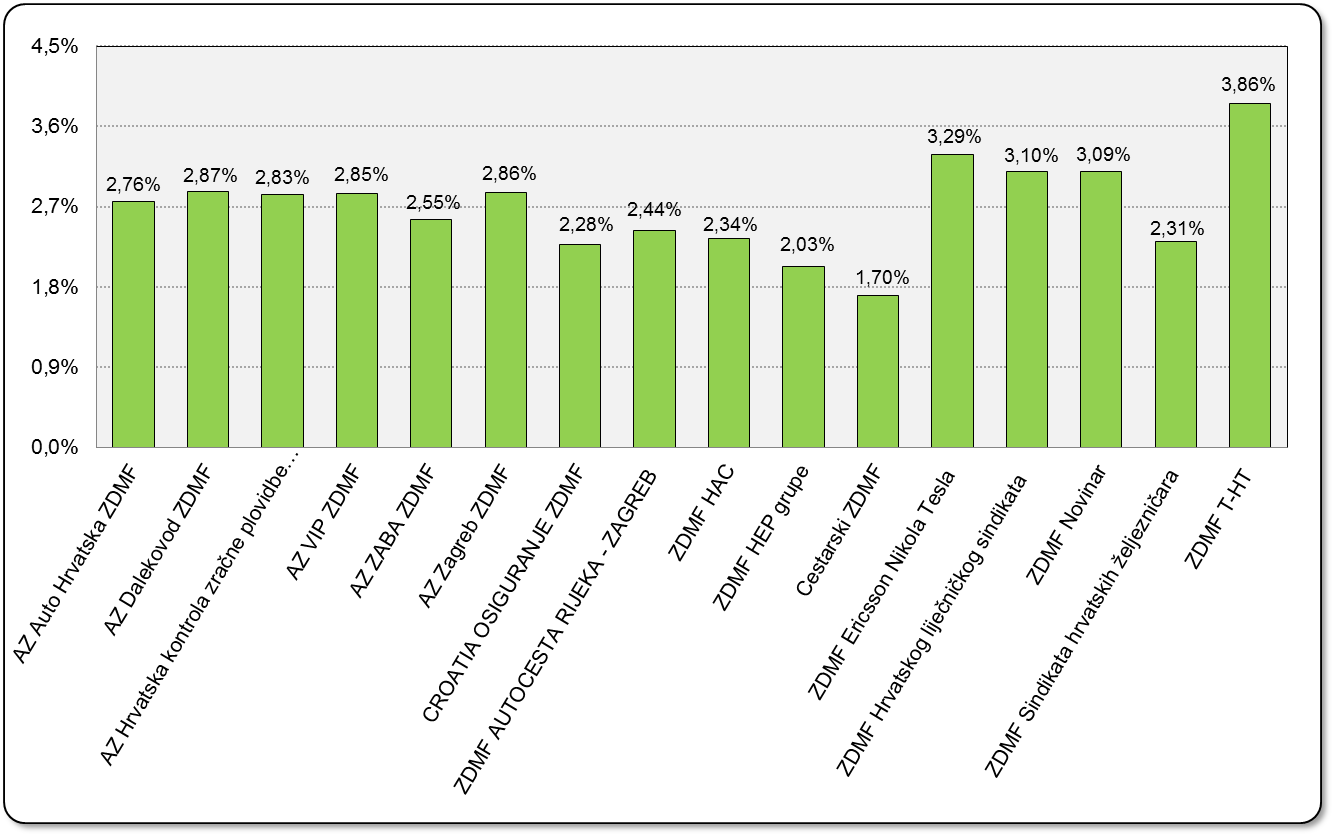 4,5%
3,6%
2,7%
1,8%
0,9%
0,0%
2,76%
2,87%
2,83%
2,85%
2,55%
2,86%
2,28%
2,44%
2,34%
2,03%
1,70%
3,29%
3,10%
3,09%
2,31%
3,86%
AZ Auto Hrvatska ZDMF
AZ Dalekovod ZDMF
AZ Hrvatska kontrola zračne plovidbe…
AZ VIP ZDMF
AZ ZABA ZDMF
AZ Zagreb ZDMF
CROATIA OSIGURANJE ZDMF
ZDMF AUTOCESTA RIJEKA - ZAGREB
ZDMF HAC
ZDMF HEP grupe
Cestarski ZDMF
ZDMF Ericsson Nikola Tesla
ZDMF Hrvatskog liječničkog sindikata
ZDMF Novinar
ZDMF Sindikata hrvatskih željezničara
ZDMF T-HT